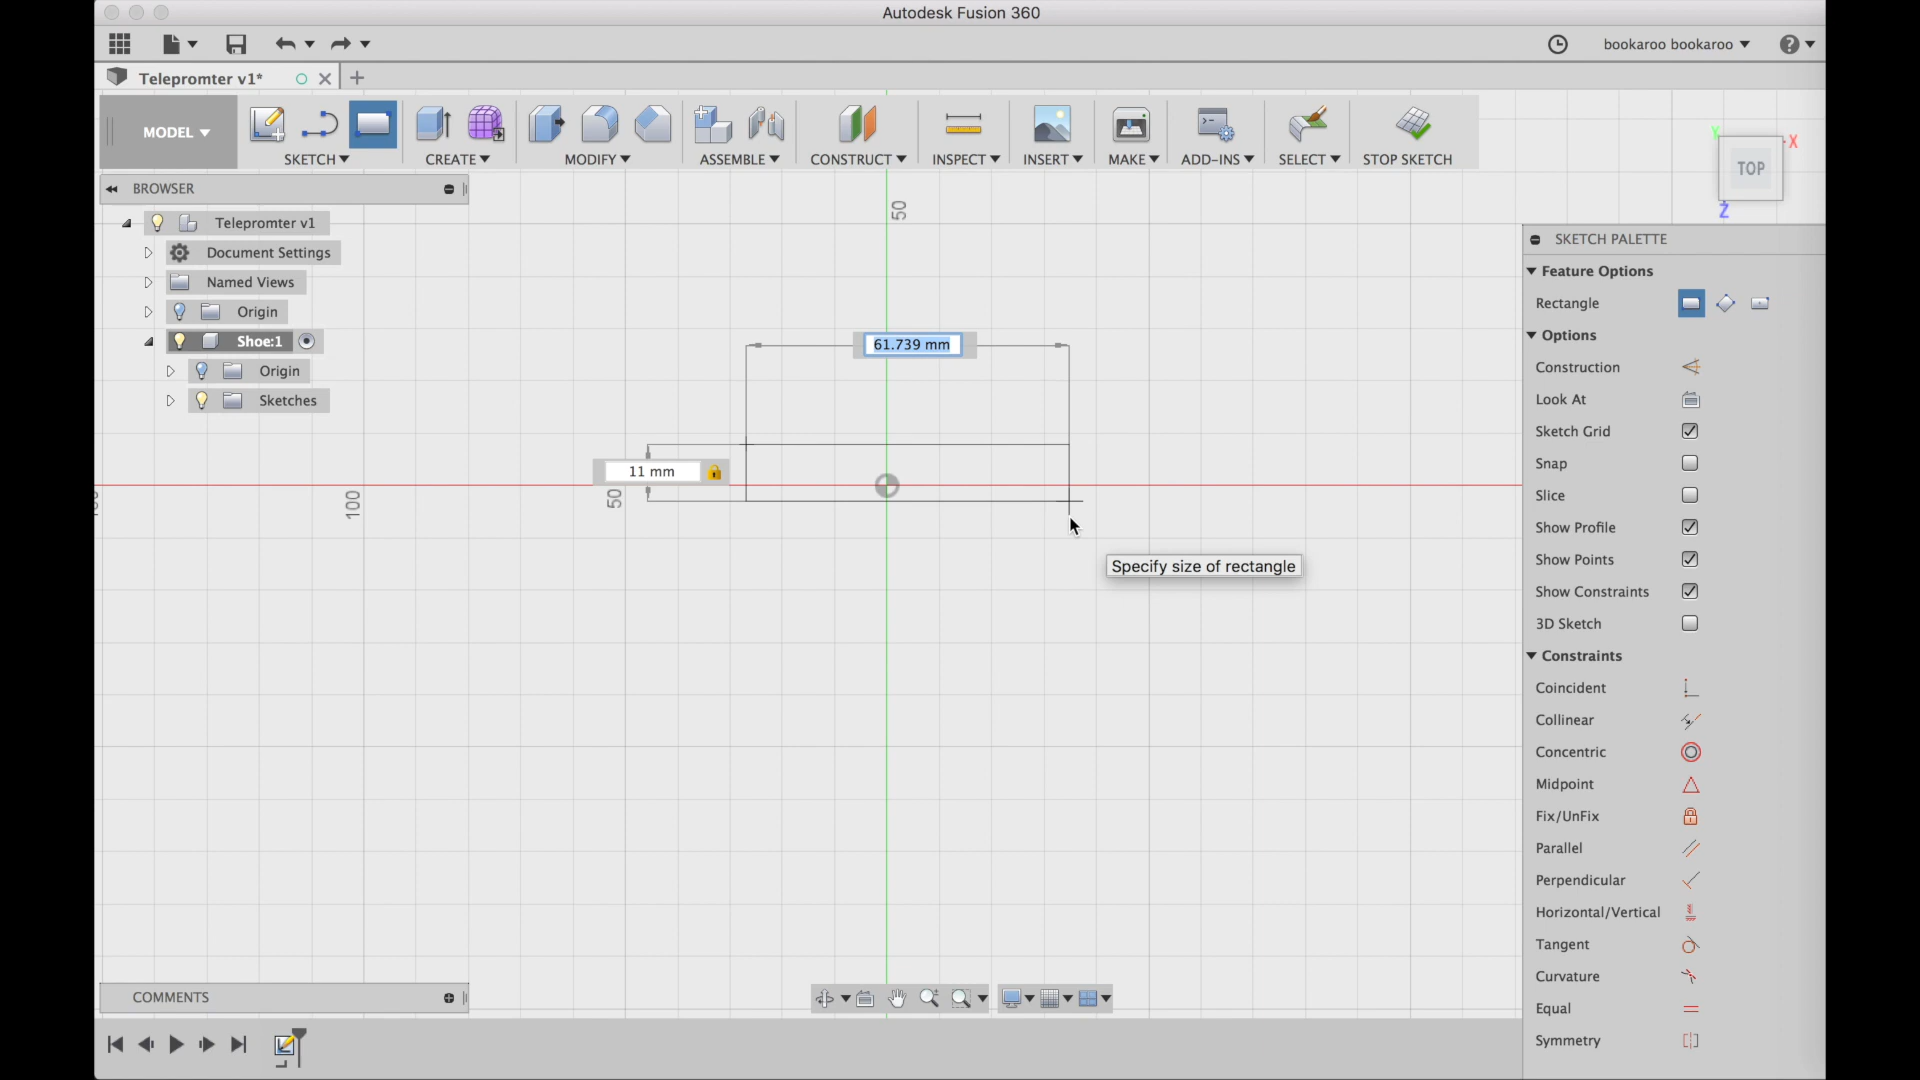 Autodesk Fusion 360
bookaroo bookaroo
Telepromter v1*
MODEL
SKETCH
CREATE
MODIFY
ASSEMBLE
CONSTRUCT
INSPECT
INSERT
MAKE
ADD-INS
SELECT
STOP SKETCH
Y
X
TOP
Z
BROWSER
Telepromter v1
Document Settings
Named Views
Origin
Shoe:1
Origin
Sketches
50
61.739 mm
11 mm
50
100
Specify size of rectangle
SKETCH PALETTE
Feature Options
Rectangle
Options
Construction
Look At
Sketch Grid
Snap
Slice
Show Profile
Show Points
Show Constraints
3D Sketch
Constraints
Coincident
Collinear
Concentric
Midpoint
Fix/UnFix
Parallel
Perpendicular
Horizontal/Vertical
Tangent
Curvature
Equal
Symmetry
COMMENTS